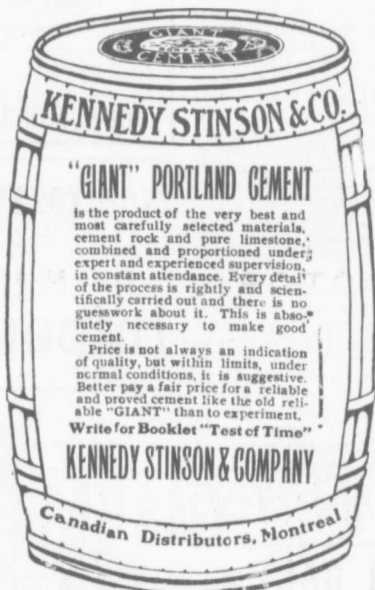 GIANT
CEMENT
KENNEDY STINSON & CO.
"GIANT" PORTLAND CEMENT
is the product of the very best and
most carefully selected materials,
cement rock and pure limestone,
combined and proportioned under
expert and experienced supervision,
in constant attendance. Every detail
of the process is rightly and scien-
tifically carried out and there is no
guesswork about it. This is abso-
lutely necessary to make good
cement.
Price is not always an indication
of quality, but within limits, under
normal conditions, it is suggestive.
Better pay a fair price for a reliable
and proved cement like the old reli-
able "GIANT" than to experiment.
Write for Booklet "Test of Time"
KENNEDY STINSON & COMPANY
Canadian Distributors, Montreal